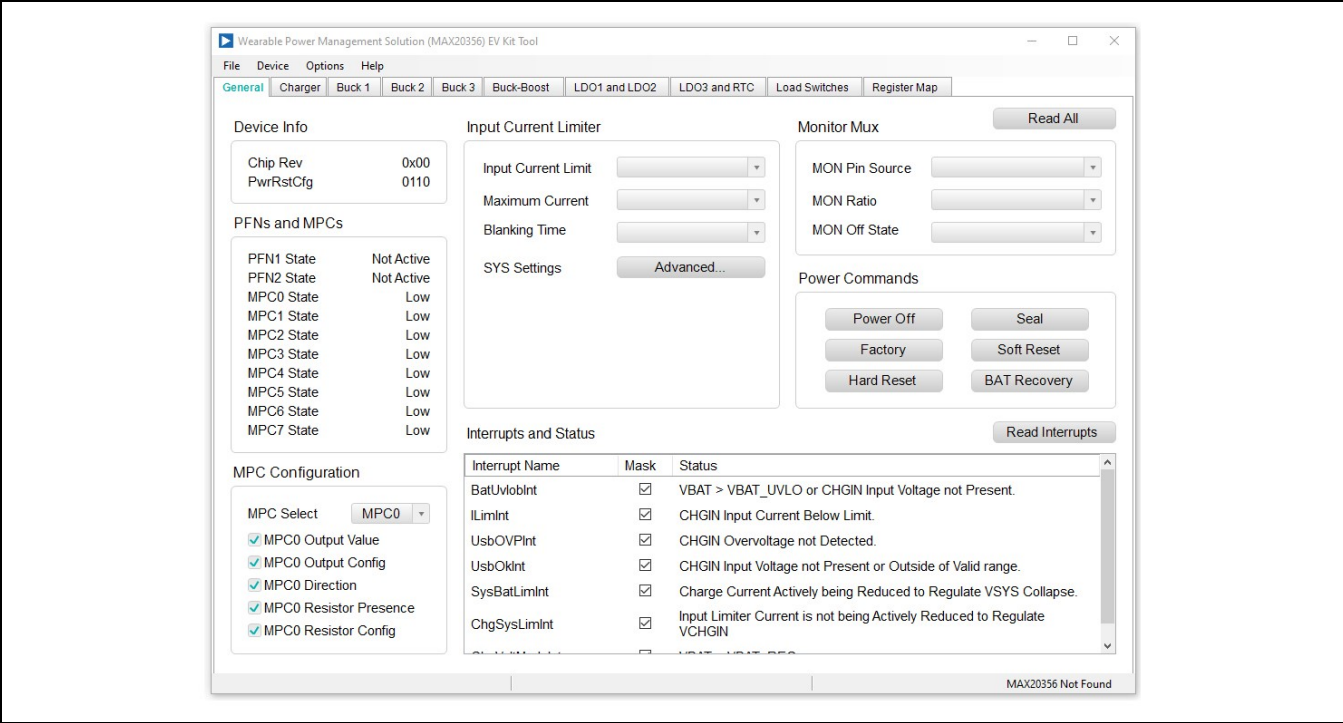 Wearable Power Management Solution (MAX20356) EV Kit Tool
File Device Options Help
General Charger Buck 1 Buck 2 Buck 3 Buck-Boost LDO1 and LDO2 LDO3 and RTC Load Switches Register Map
Read All
Device Info
Chip Rev 0x00
PwrRstCfg 0110
PFNs and MPCs
PFN1 State Not Active
PFN2 State Not Active
MPC0 State Low
MPC1 State Low
MPC2 State Low
MPC3 State Low
MPC4 State Low
MPC5 State Low
MPC6 State Low
MPC7 State Low
MPC Configuration
MPC Select MPC0
MPC0 Output Value
MPC0 Output Config
MPC0 Direction
MPC0 Resistor Presence
MPC0 Resistor Config
Input Current Limiter
Input Current Limit
Maximum Current
Blanking Time
SYS Settings Advanced...
Monitor Mux
MON Pin Source
MON Ratio
MON Off State
Power Commands
Power Off Seal
Factory Soft Reset
Hard Reset BAT Recovery
Interrupts and Status
Read Interrupts
Interrupt Name Mask Status
BatUvlobInt VBAT > VBAT_UVLO or CHGIN Input Voltage not Present.
ILimInt CHGIN Input Current Below Limit.
UsbOVPInt CHGIN Overvoltage not Detected.
UsbOkInt CHGIN Input Voltage not Present or Outside of Valid range.
SysBatLimInt Charge Current Actively being Reduced to Regulate VSYS Collapse.
ChgSysLimInt Input Limiter Current is not being Actively Reduced to Regulate
VCHGIN
MAX20356 Not Found